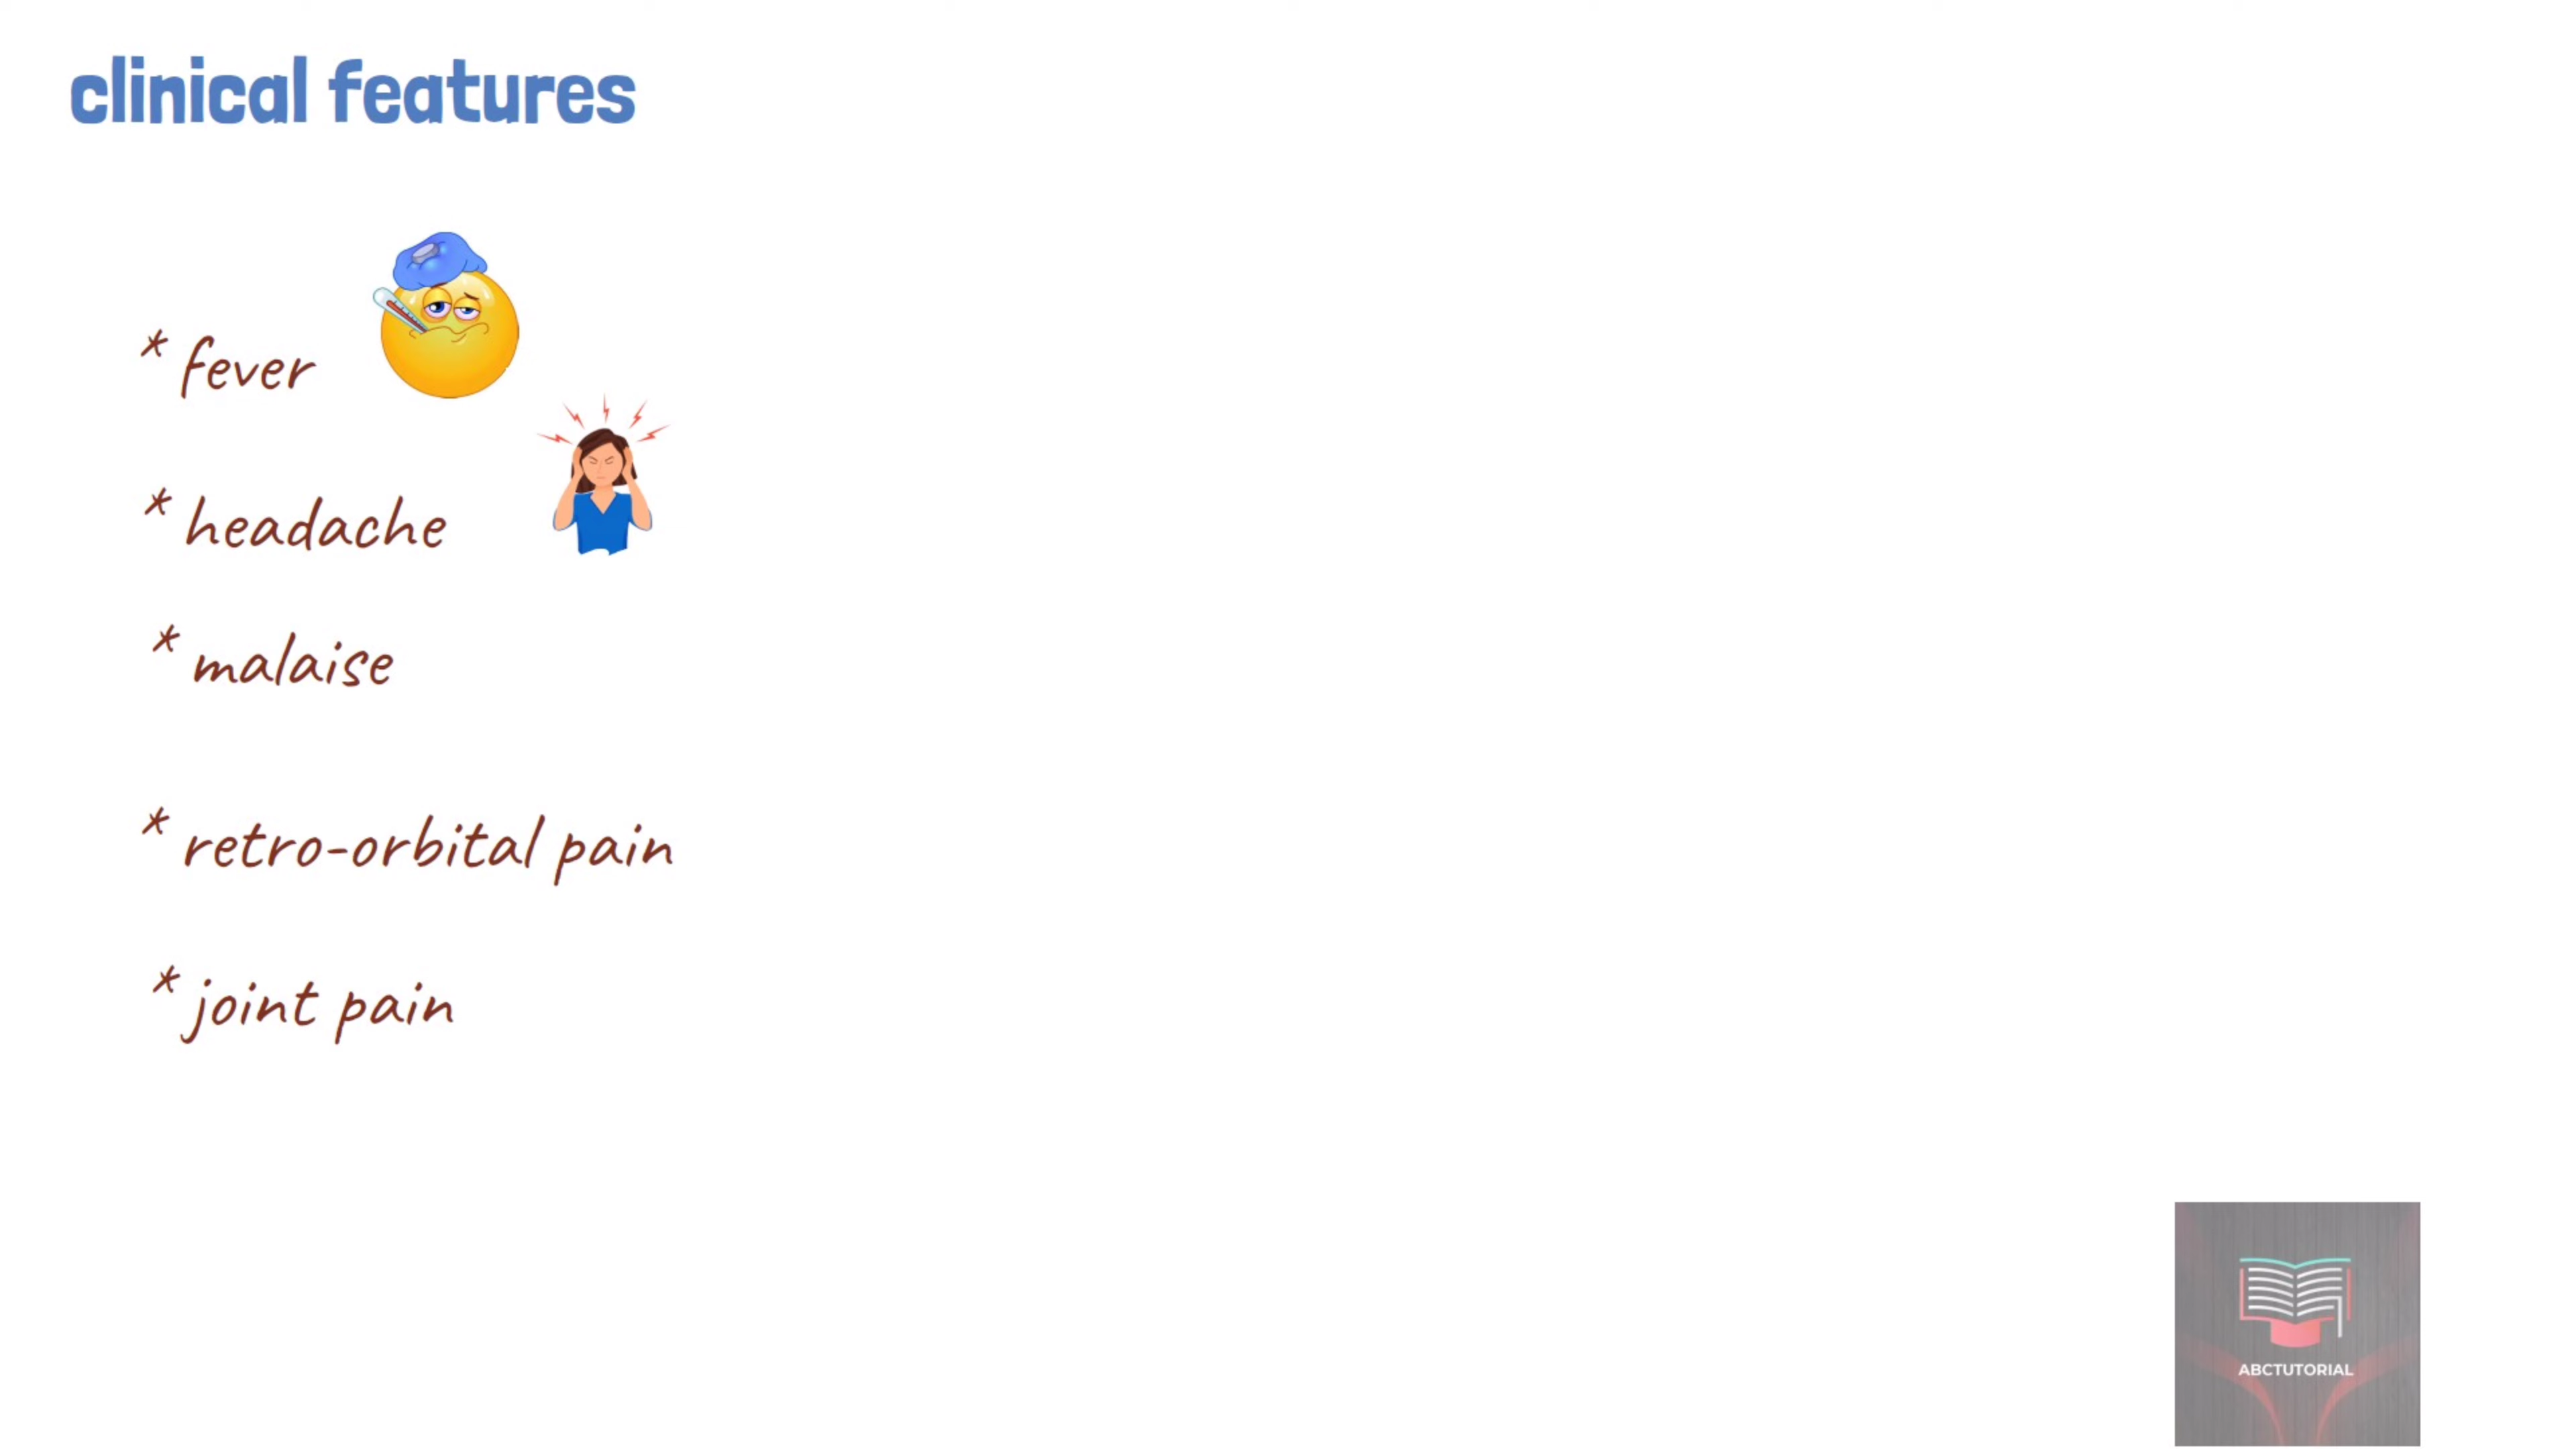 clinical features
* fever
* headache
* malaise
* retro-orbital pain
* joint pain
ABCTUTORIAL